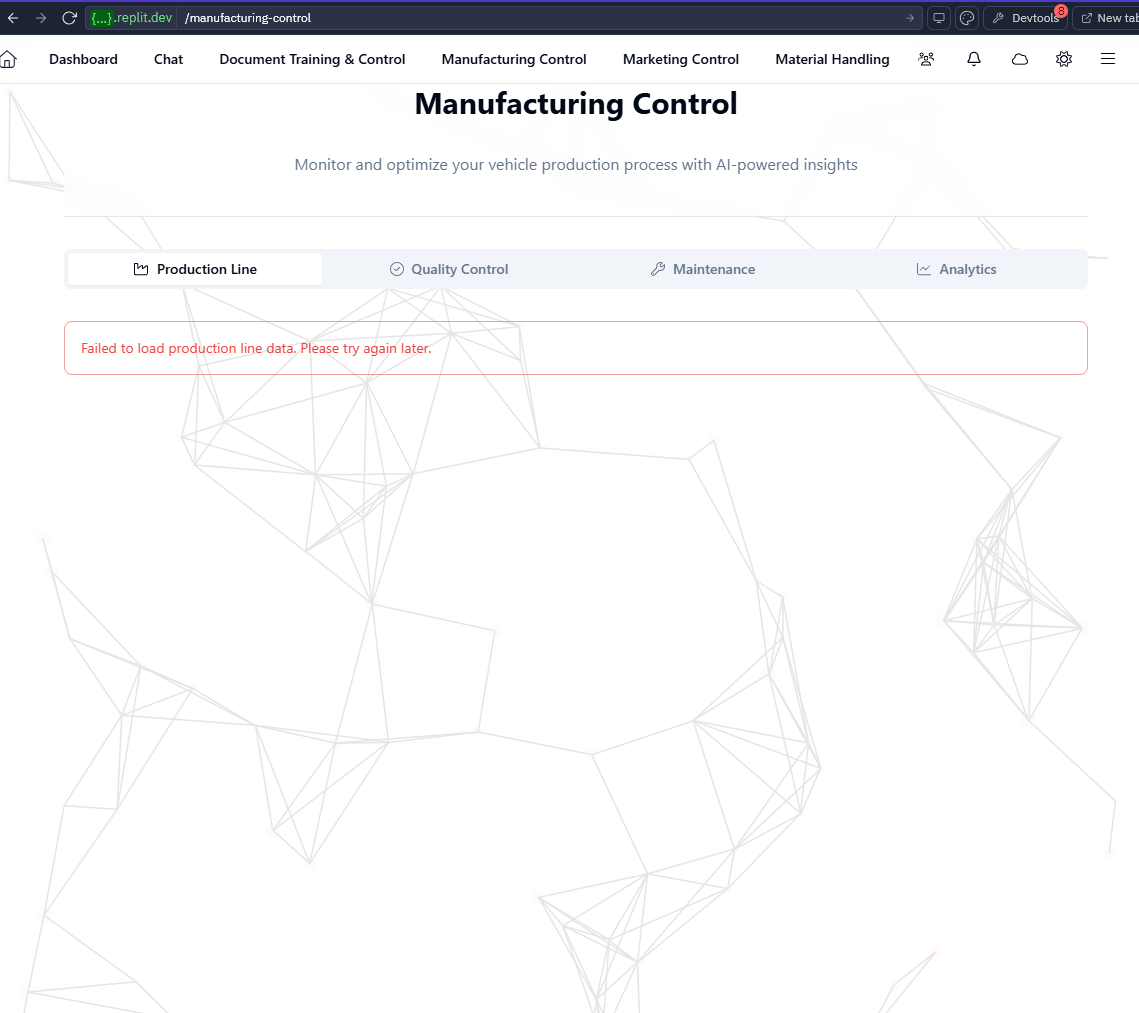 {...}.replit.dev /manufacturing-control Devtools 8 New tab
Dashboard Chat Document Training & Control Manufacturing Control Marketing Control Material Handling
Manufacturing Control
Monitor and optimize your vehicle production process with AI-powered insights
Production Line Quality Control Maintenance Analytics
Failed to load production line data. Please try again later.